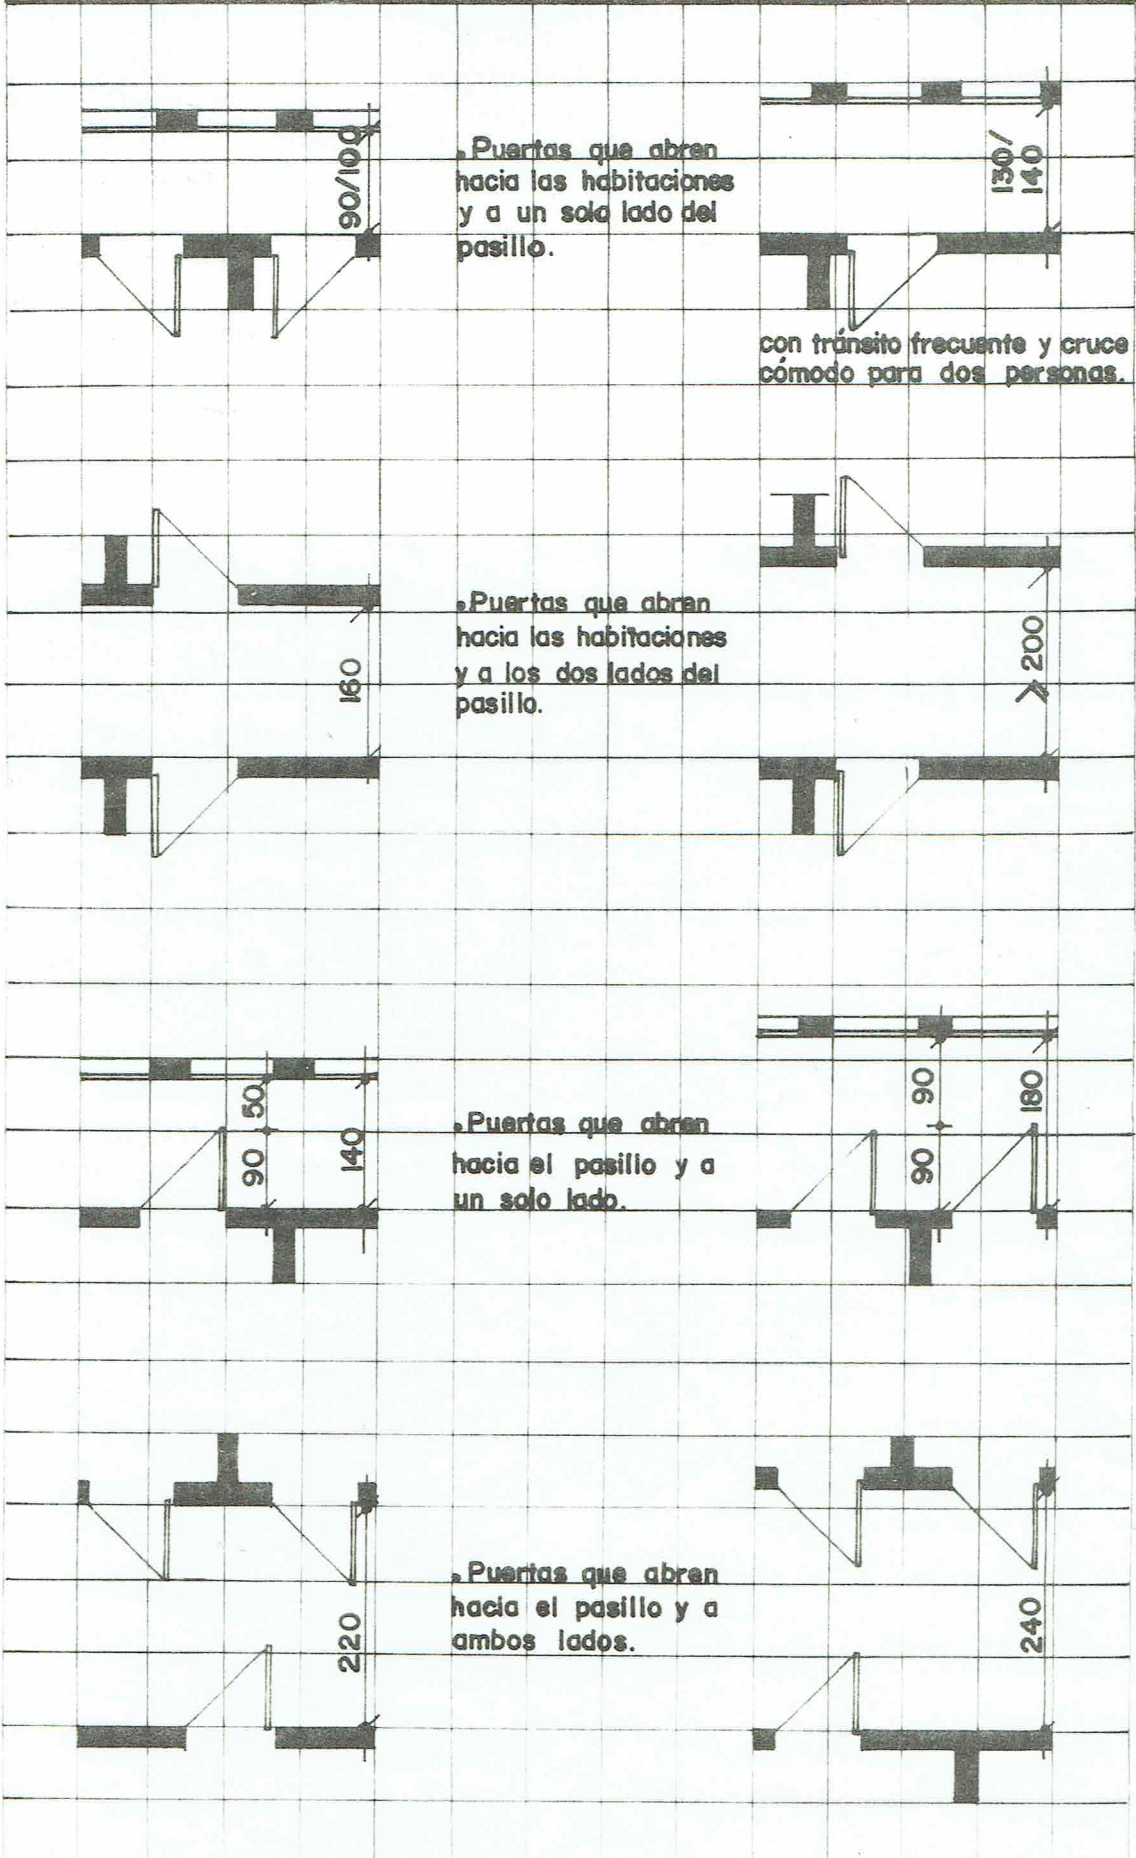 90/100
• Puertas que abren
hacia las habitaciones
y a un solo lado del
pasillo.
130/
140
con tránsito frecuente y cruce
cómodo para dos personas.
160
• Puertas que abren
hacia las habitaciones
y a los dos lados del
pasillo.
⩾ 200
50
90
140
• Puertas que abren
hacia el pasillo y a
un solo lado.
90
90
180
220
• Puertas que abren
hacia el pasillo y a
ambos lados.
240